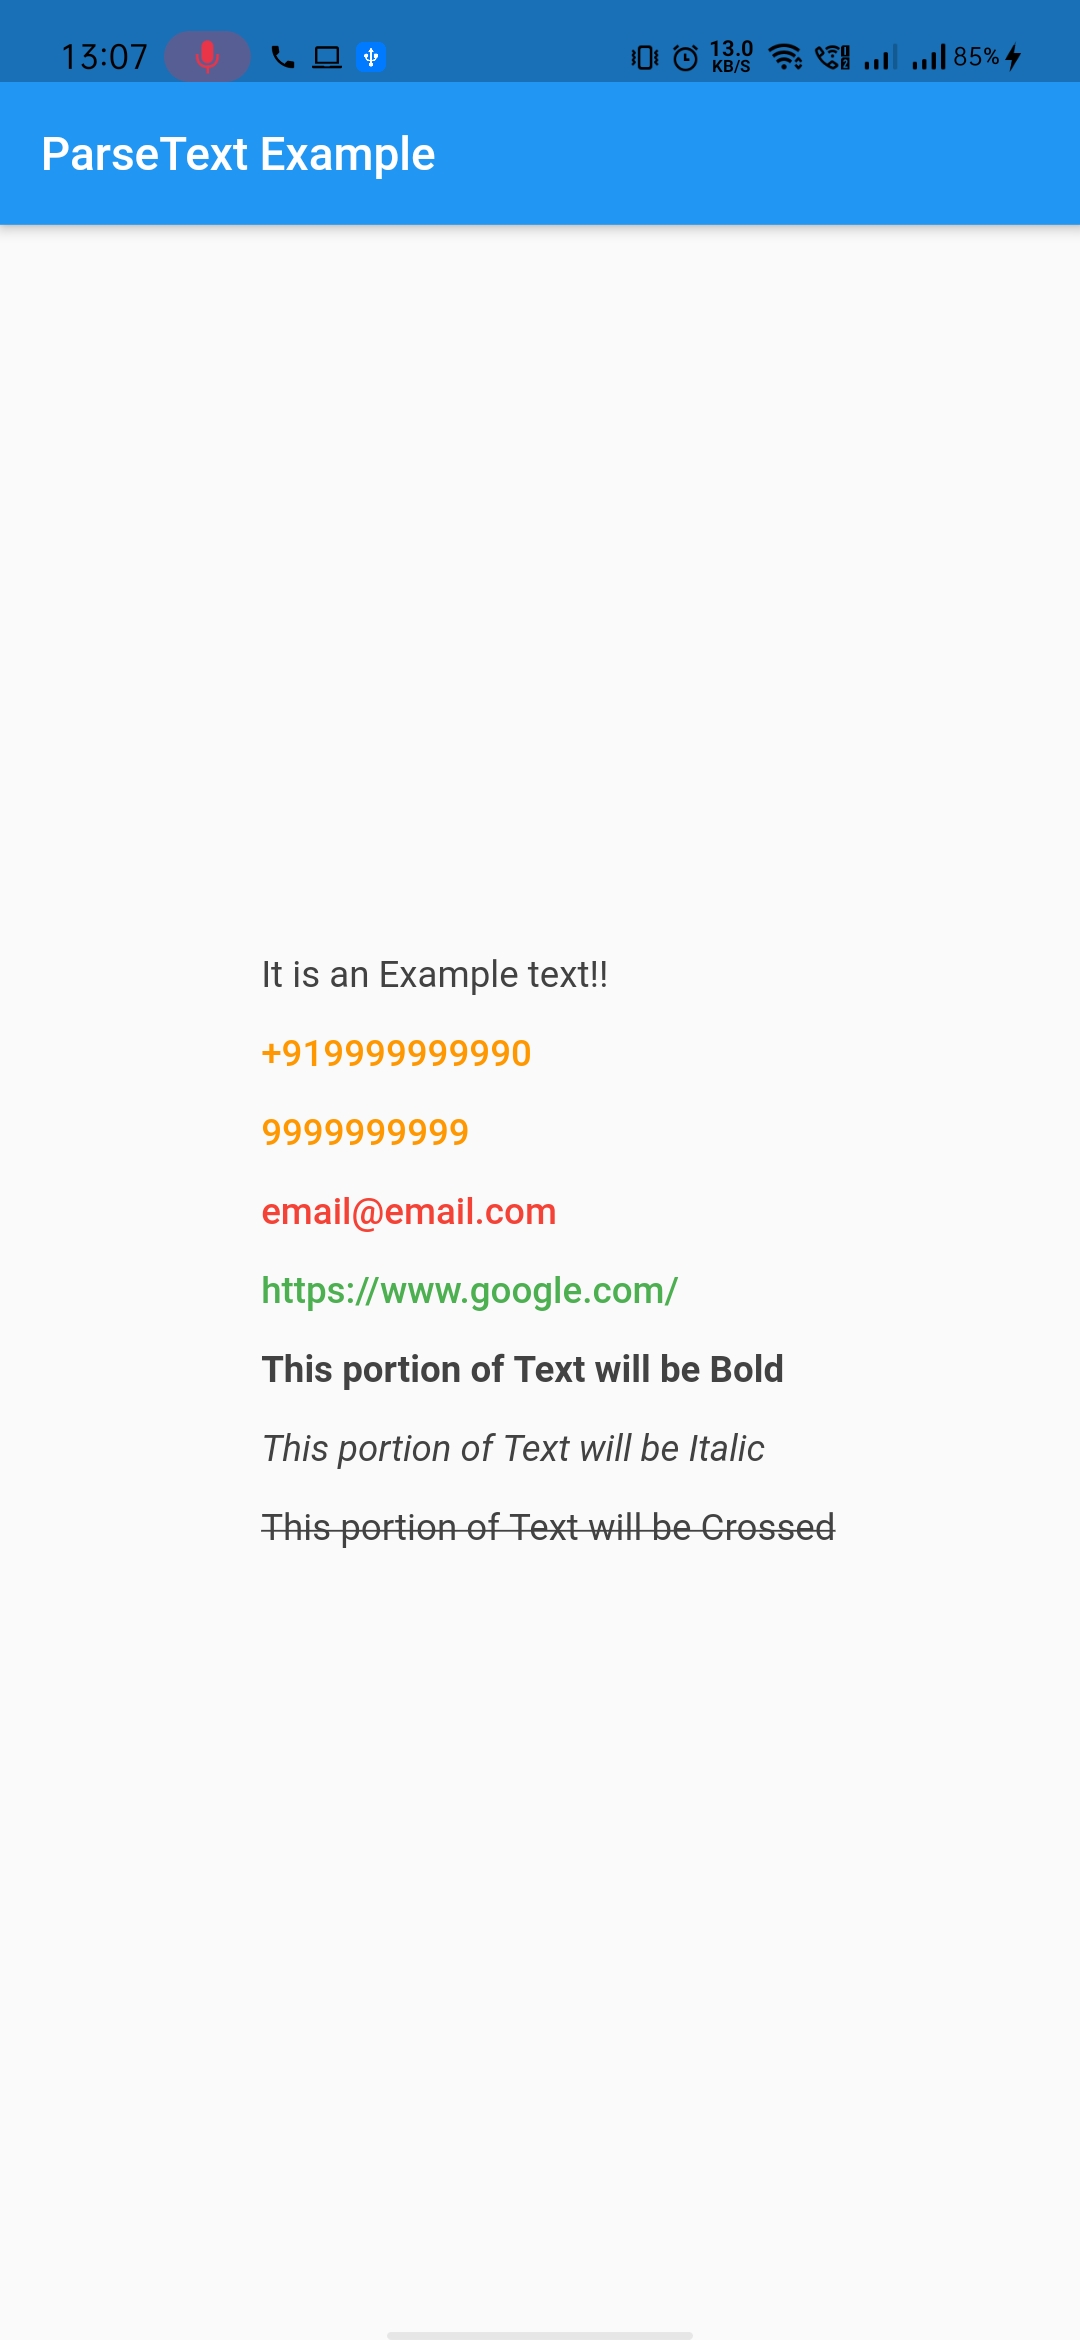 13:07 13.0 KB/S 85%
ParseText Example
It is an Example text!!
+919999999990
9999999999
email@email.com
https://www.google.com/
This portion of Text will be Bold
This portion of Text will be Italic
This portion of Text will be Crossed